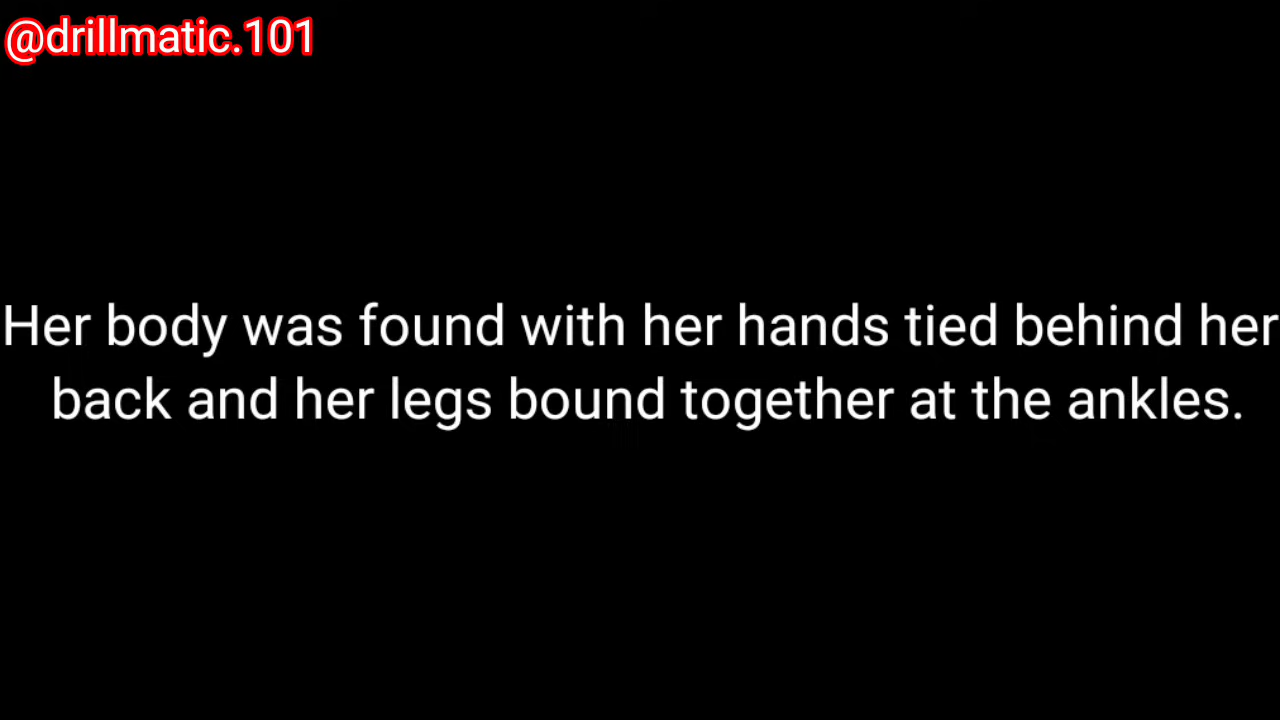 @drillmatic.101
Her body was found with her hands tied behind her
back and her legs bound together at the ankles.